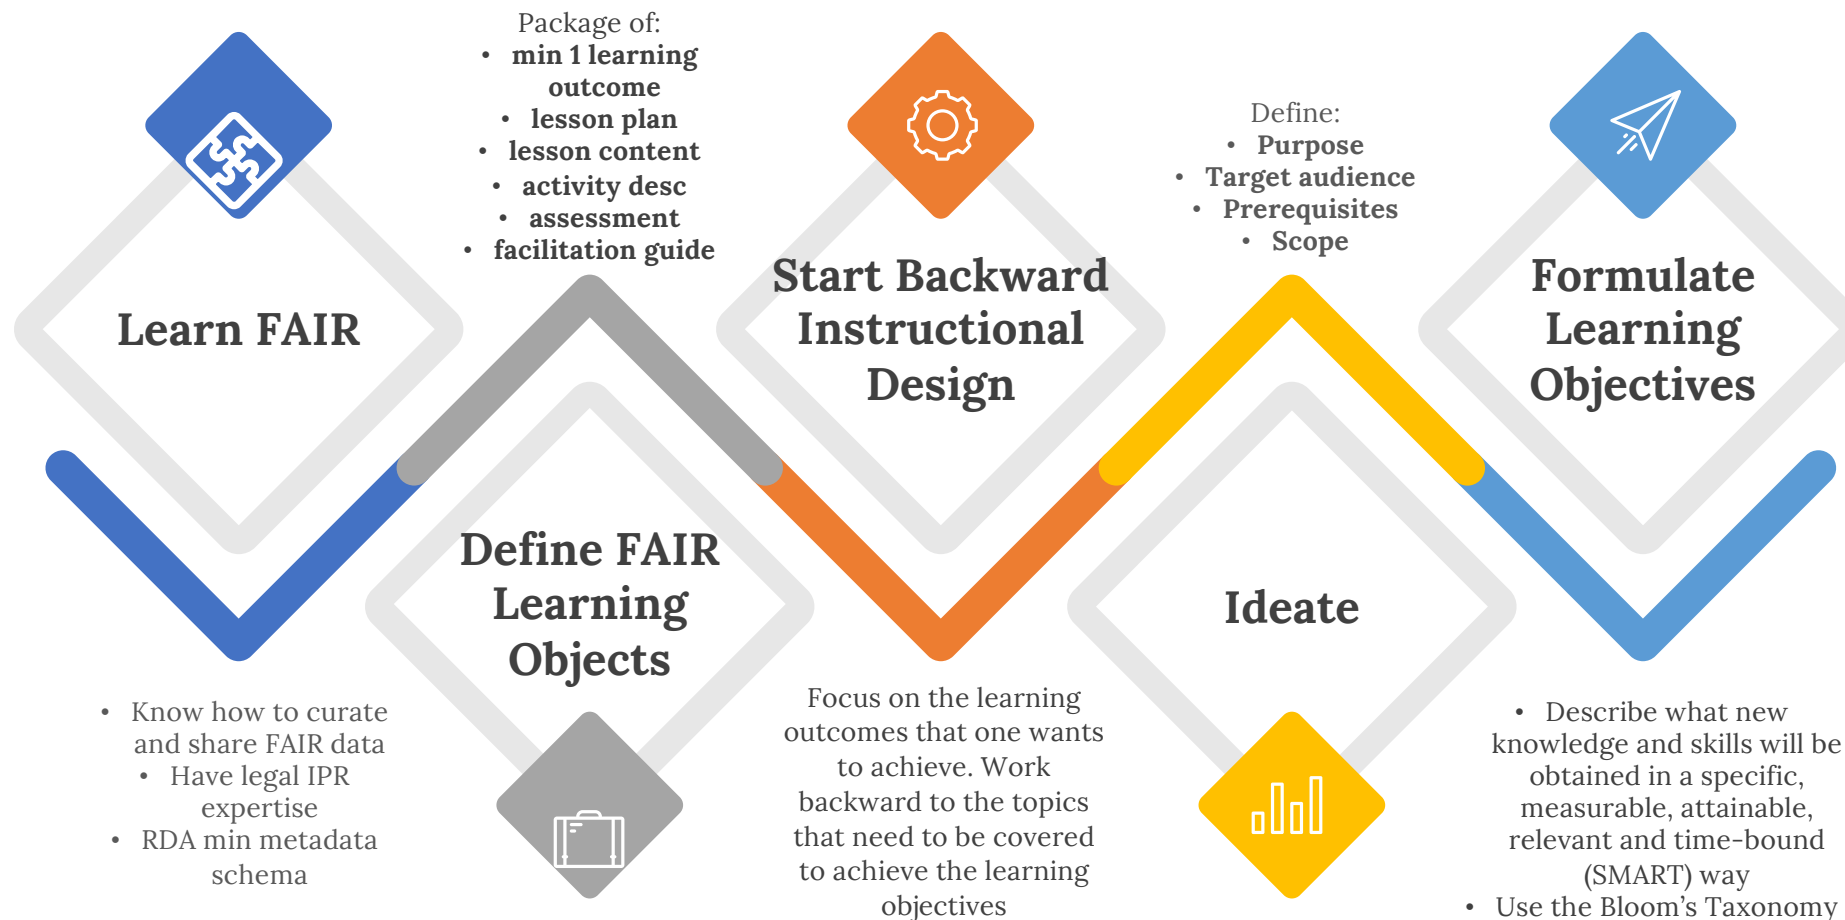 Learn FAIR
• Know how to curate
and share FAIR data
• Have legal IPR
expertise
• RDA min metadata
schema
Package of:
• min 1 learning
outcome
• lesson plan
• lesson content
• activity desc
• assessment
• facilitation guide
Define FAIR
Learning
Objects
Start Backward
Instructional
Design
Focus on the learning
outcomes that one wants
to achieve. Work
backward to the topics
that need to be covered
to achieve the learning
objectives
Define:
• Purpose
• Target audience
• Prerequisites
• Scope
Ideate
Formulate
Learning
Objectives
• Describe what new
knowledge and skills will be
obtained in a specific,
measurable, attainable,
relevant and time-bound
(SMART) way
• Use the Bloom’s Taxonomy